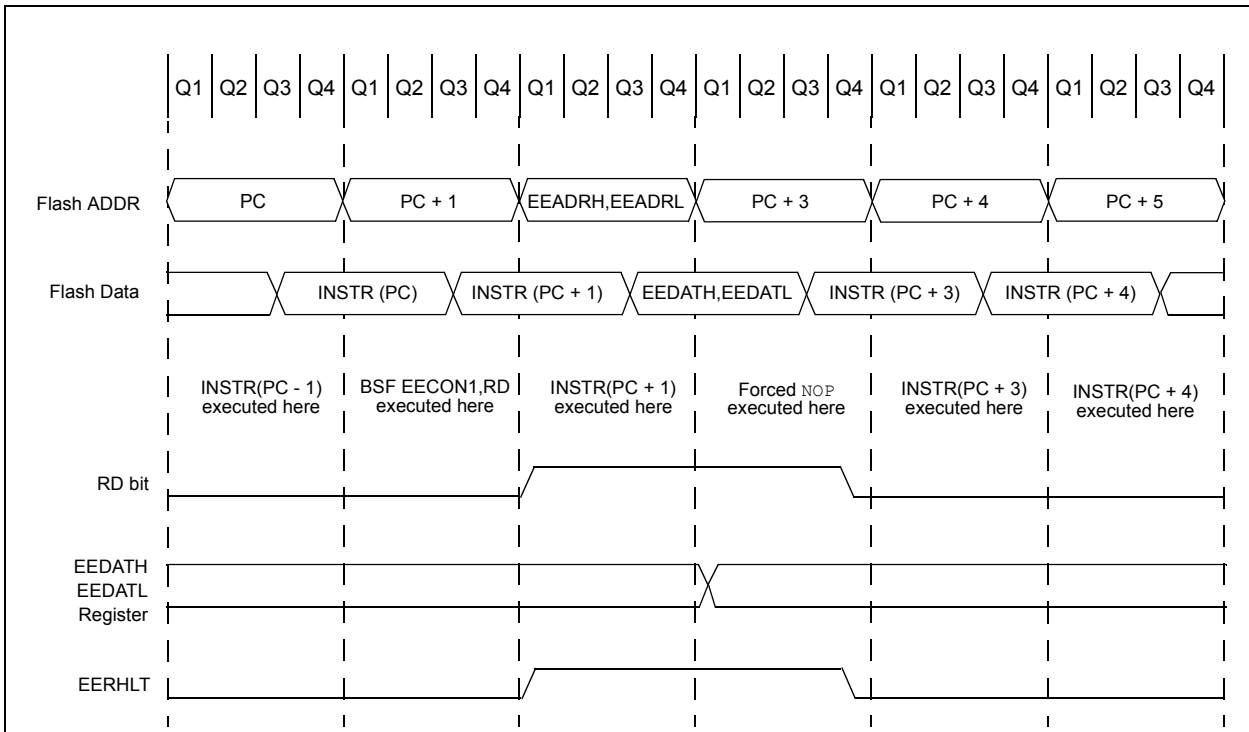 Q1 Q2 Q3 Q4 Q1 Q2 Q3 Q4 Q1 Q2 Q3 Q4 Q1 Q2 Q3 Q4 Q1 Q2 Q3 Q4 Q1 Q2 Q3 Q4
Flash ADDR PC PC + 1 EEADRH,EEADRL PC + 3 PC + 4 PC + 5
Flash Data INSTR (PC) INSTR (PC + 1) EEDATH,EEDATL INSTR (PC + 3) INSTR (PC + 4)
INSTR(PC - 1) BSF EECON1,RD INSTR(PC + 1) Forced NOP INSTR(PC + 3) INSTR(PC + 4)
executed here executed here executed here executed here executed here executed here
RD bit
EEDATH
EEDATL
Register
EERHLT